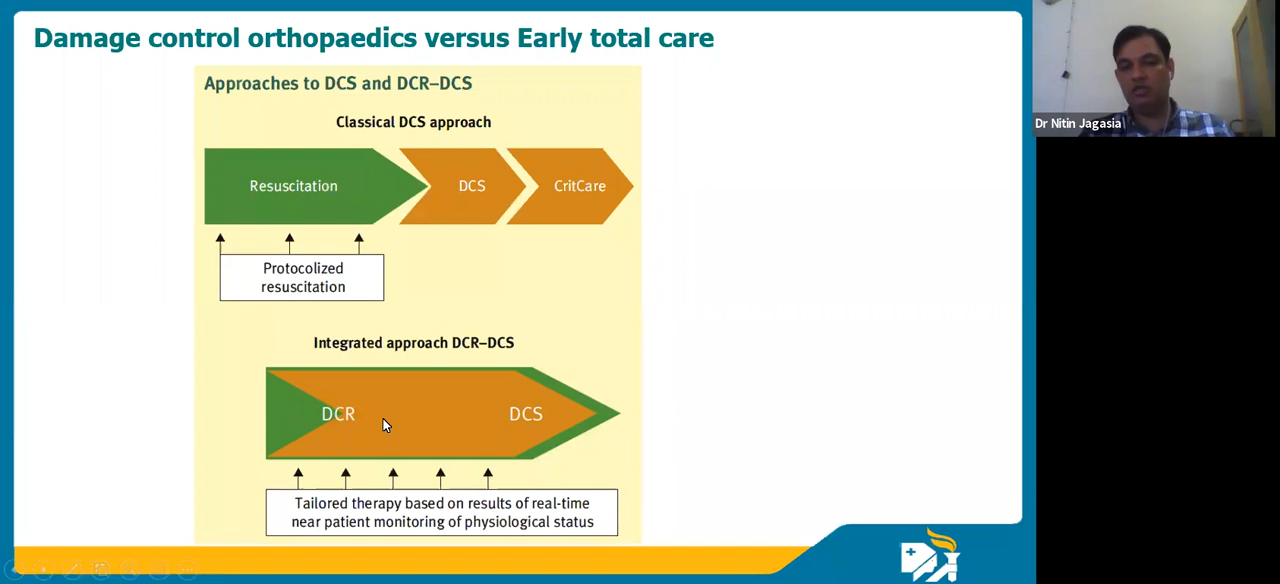 Damage control orthopaedics versus Early total care
Dr Nitin Jagasia
Approaches to DCS and DCR–DCS
Classical DCS approach
Resuscitation
DCS
CritCare
Protocolized
resuscitation
Integrated approach DCR–DCS
DCR
DCS
Tailored therapy based on results of real-time
near patient monitoring of physiological status